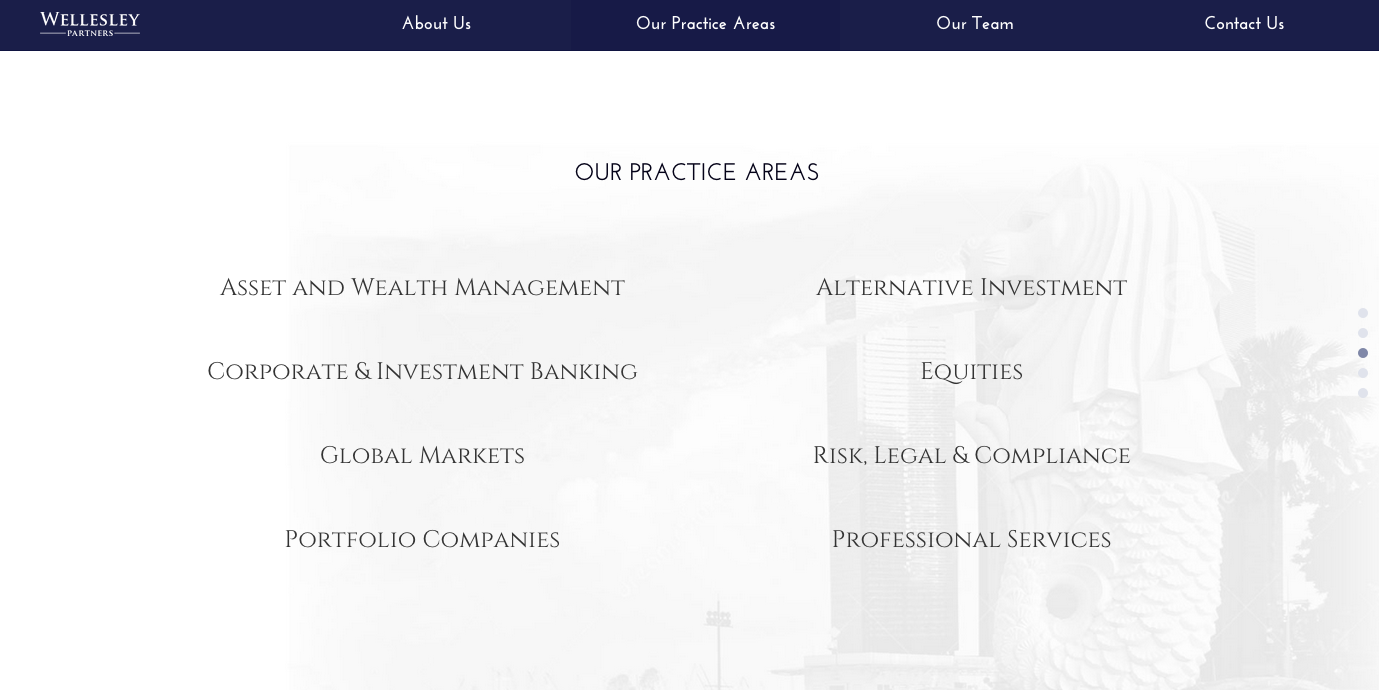 WELLESLEY
PARTNERS
About Us
Our Practice Areas
Our Team
Contact Us
OUR PRACTICE AREAS
Asset and Wealth Management
Alternative Investment
Corporate & Investment Banking
Equities
Global Markets
Risk, Legal & Compliance
Portfolio Companies
Professional Services